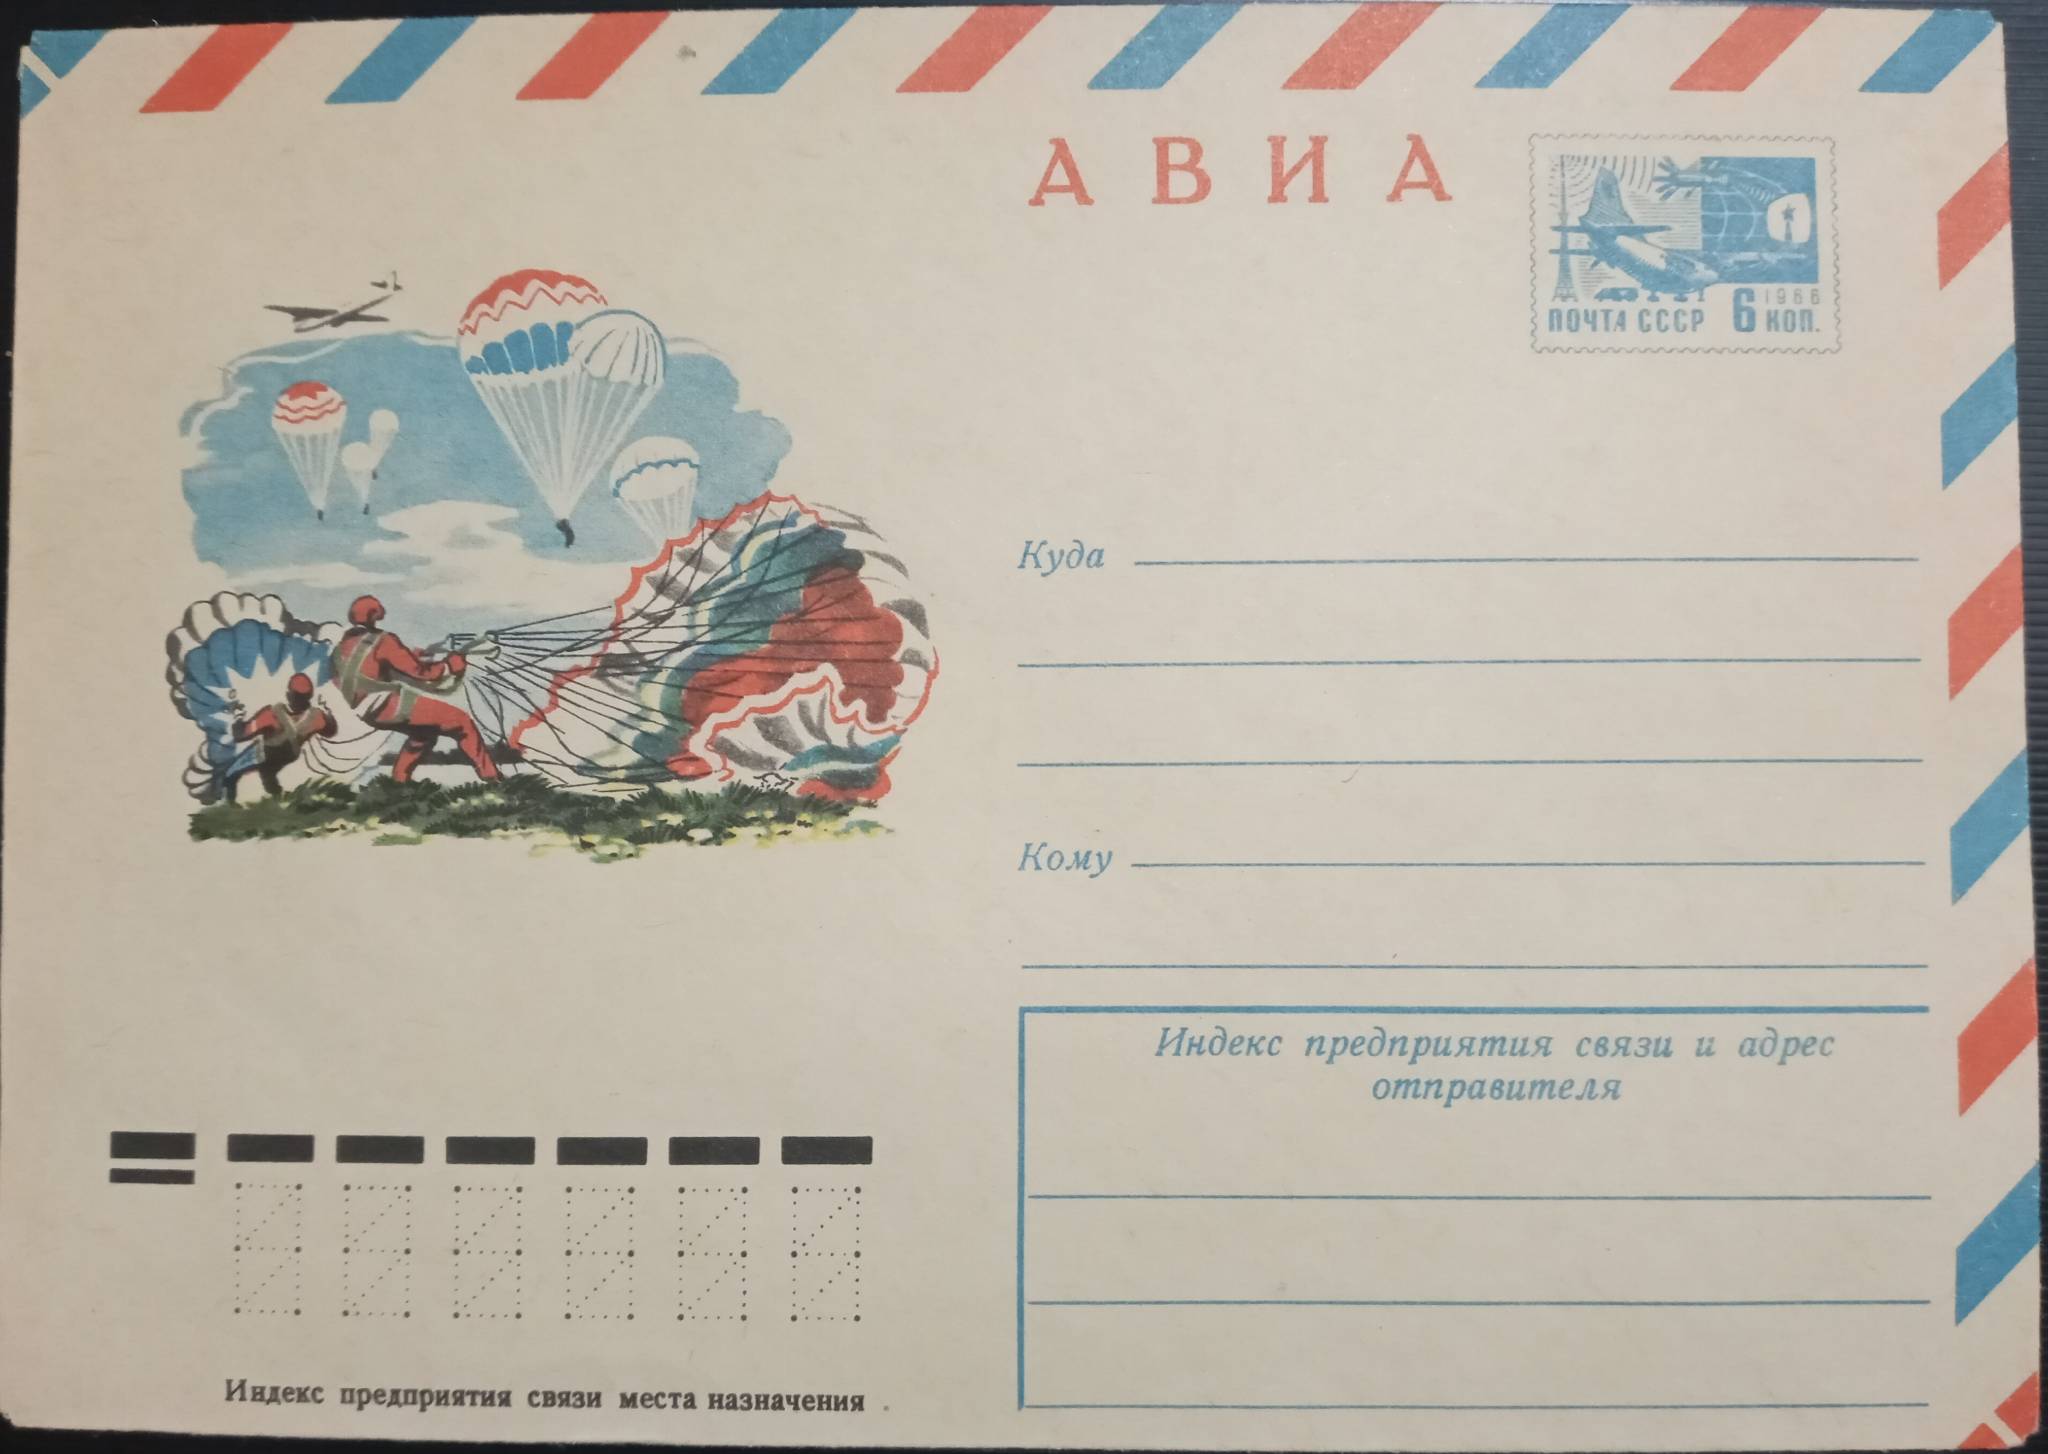 АВИА
1966
ПОЧТА СССР 6 КОП.
Куда
Кому
Индекс предприятия связи и адрес
отправителя
Индекс предприятия связи места назначения